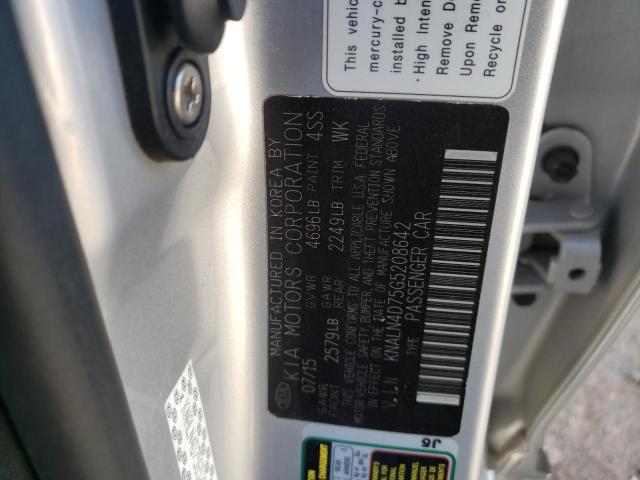 This vehicle
mercury-c
installed b
· High Inten
Remove D
Upon Remo
Recycle or
MANUFACTURED IN KOREA BY
KIA MOTORS CORPORATION
07/15 GVWR 4696LB PAINT 4SS
GAWR FRONT 2579LB GAWR REAR 2249LB TRIM WK
THIS VEHICLE CONFORMS TO ALL APPLICABLE U.S.A. FEDERAL
MOTOR VEHICLE SAFETY, BUMPER, AND THEFT PREVENTION STANDARDS
IN EFFECT ON THE DATE OF MANUFACTURE SHOWN ABOVE
V.I.N KNALN4D75G5208642
TYPE PASSENGER CAR
J5